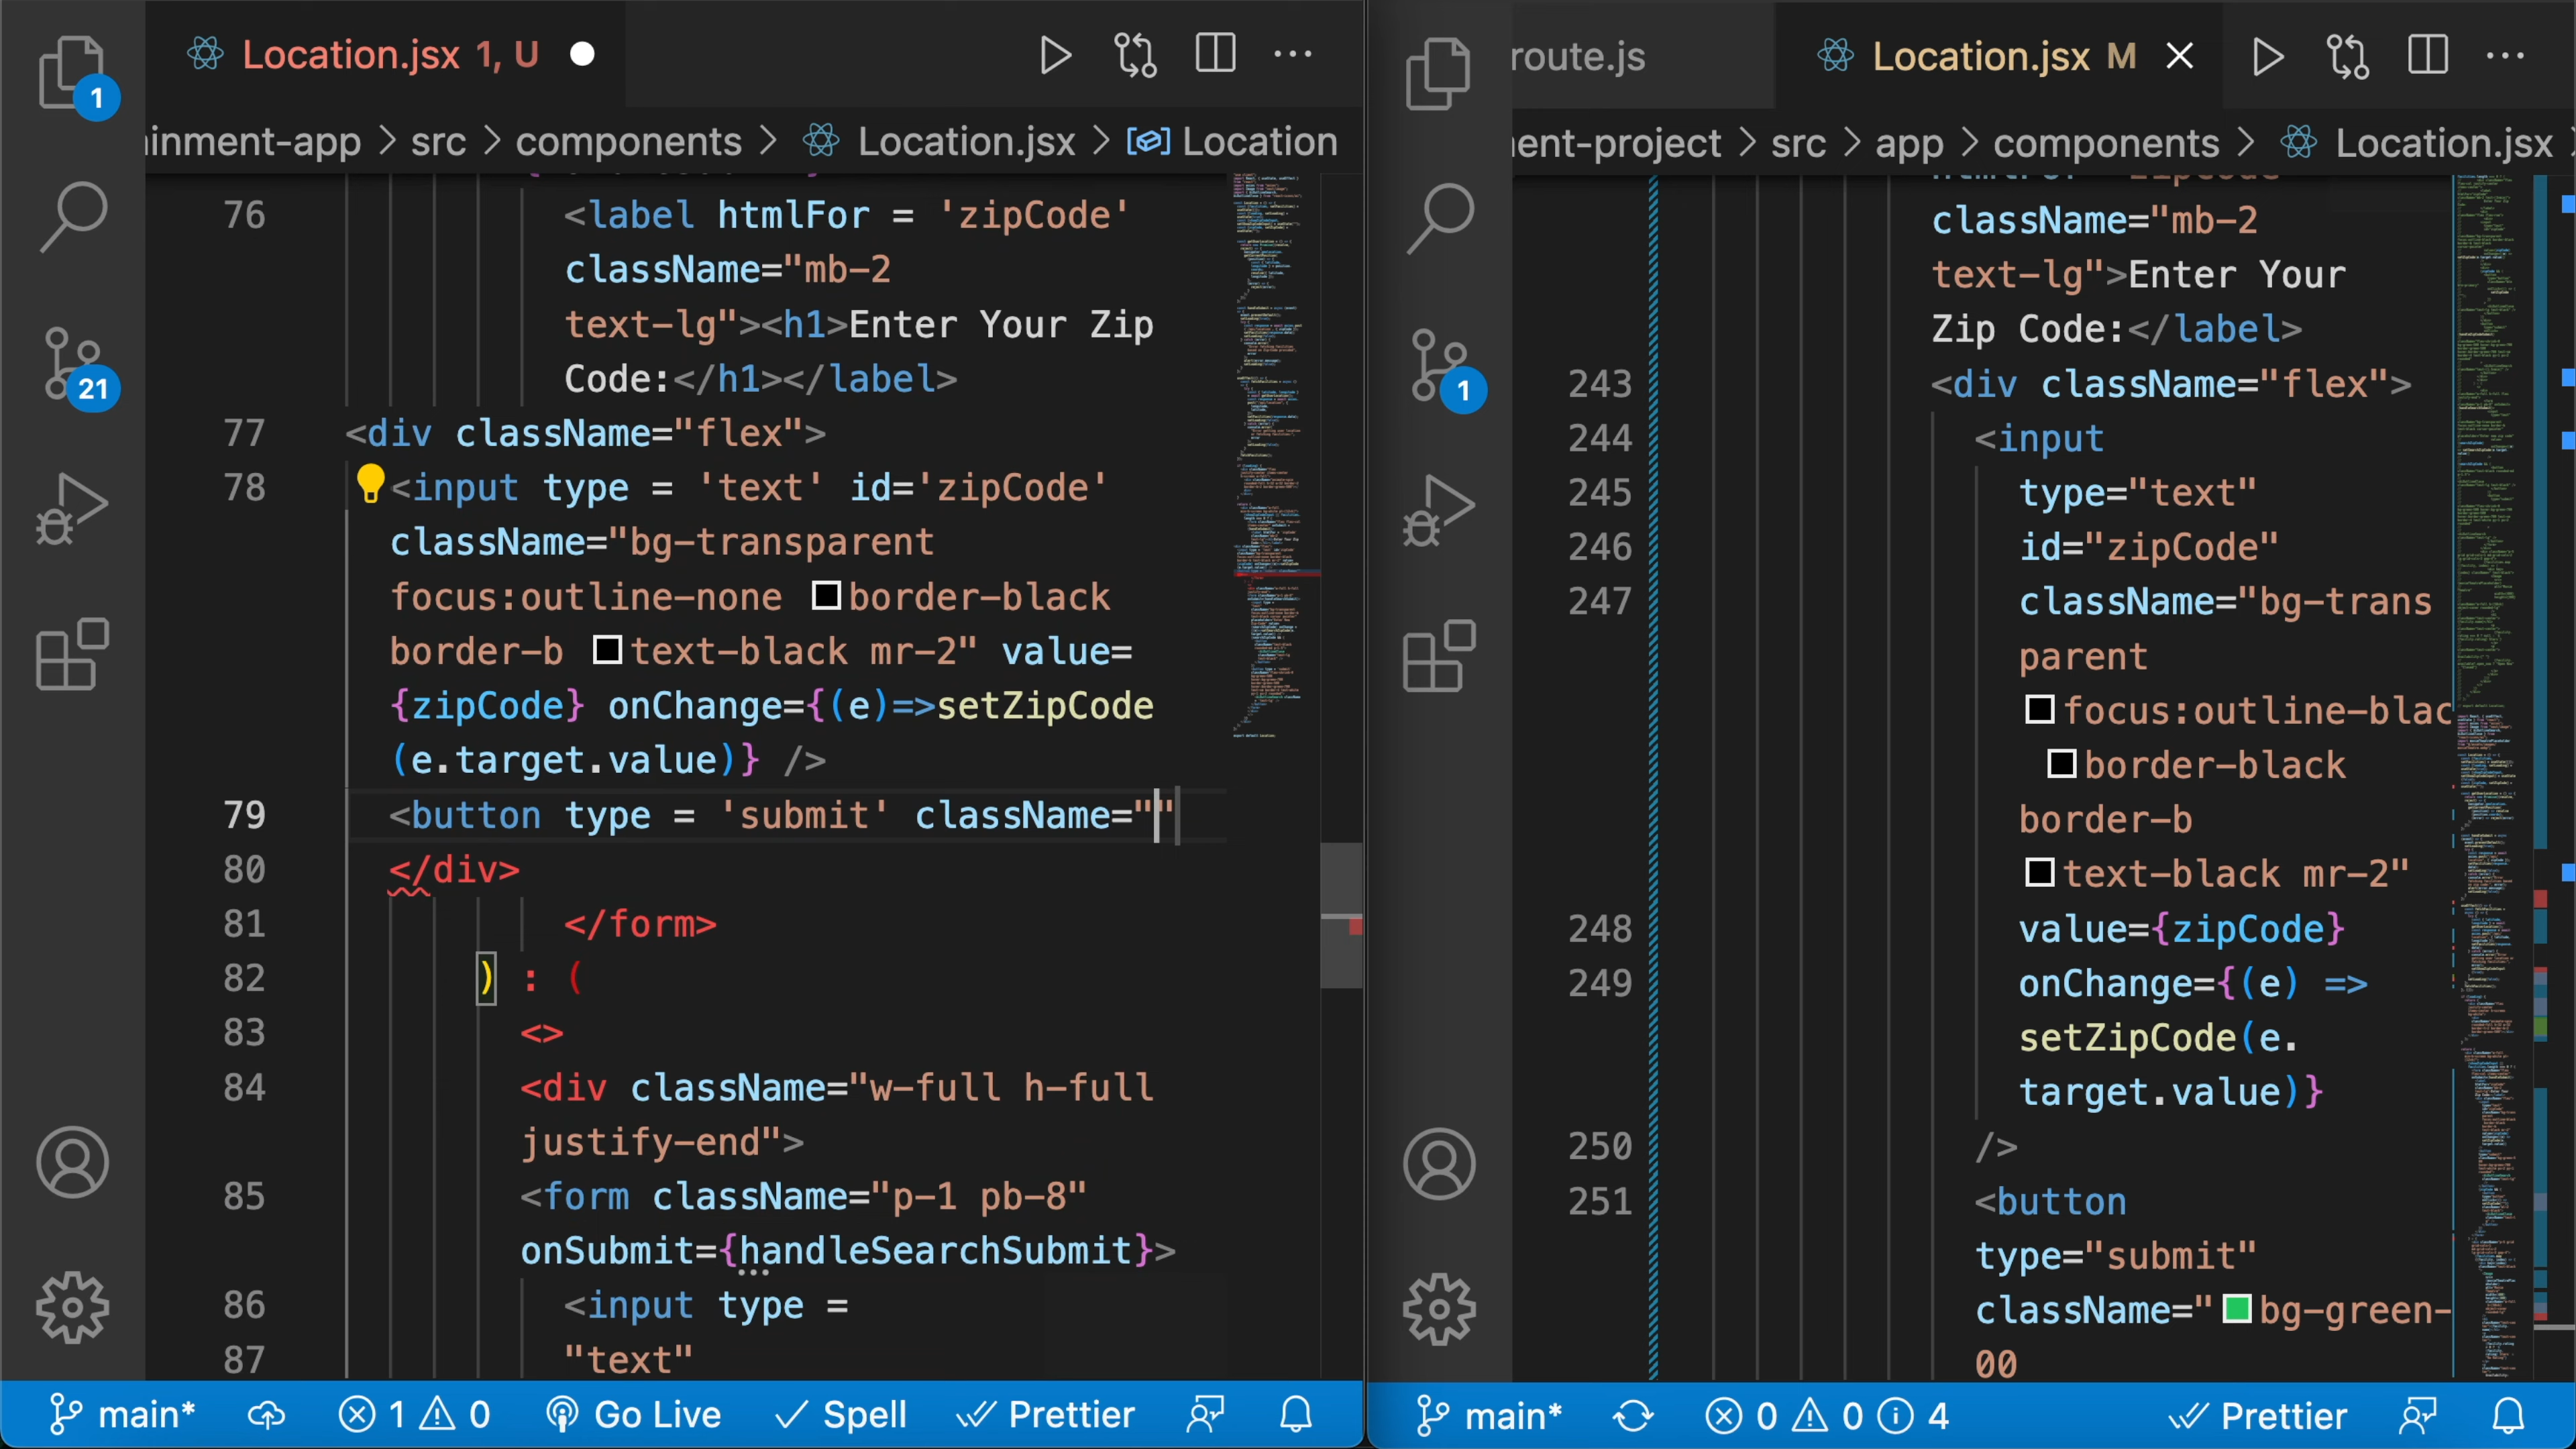 Location.jsx 1, U
inment-app > src > components > Location.jsx > Location
1
21
76 <label htmlFor = 'zipCode'
className="mb-2
text-lg"><h1>Enter Your Zip
Code:</h1></label>
77 <div className="flex">
78 <input type = 'text' id='zipCode'
className="bg-transparent
focus:outline-none border-black
border-b text-black mr-2" value=
{zipCode} onChange={(e)=>setZipCode
(e.target.value)} />
79 <button type = 'submit' className=""
80 </div>
81 </form>
82 ) : (
83 <>
84 <div className="w-full h-full
justify-end">
85 <form className="p-1 pb-8"
onSubmit={handleSearchSubmit}>
86 <input type =
87 "text"
main* 1 0 Go Live Spell Prettier
route.js Location.jsx M
ent-project > src > app > components > Location.jsx
1
className="mb-2
text-lg">Enter Your
Zip Code:</label>
243 <div className="flex">
244 <input
245 type="text"
246 id="zipCode"
247 className="bg-trans
parent
focus:outline-blac
border-black
border-b
text-black mr-2"
248 value={zipCode}
249 onChange={(e) =>
setZipCode(e.
target.value)}
250 />
251 <button
type="submit"
className="bg-green-
00
main* 0 0 4 Prettier